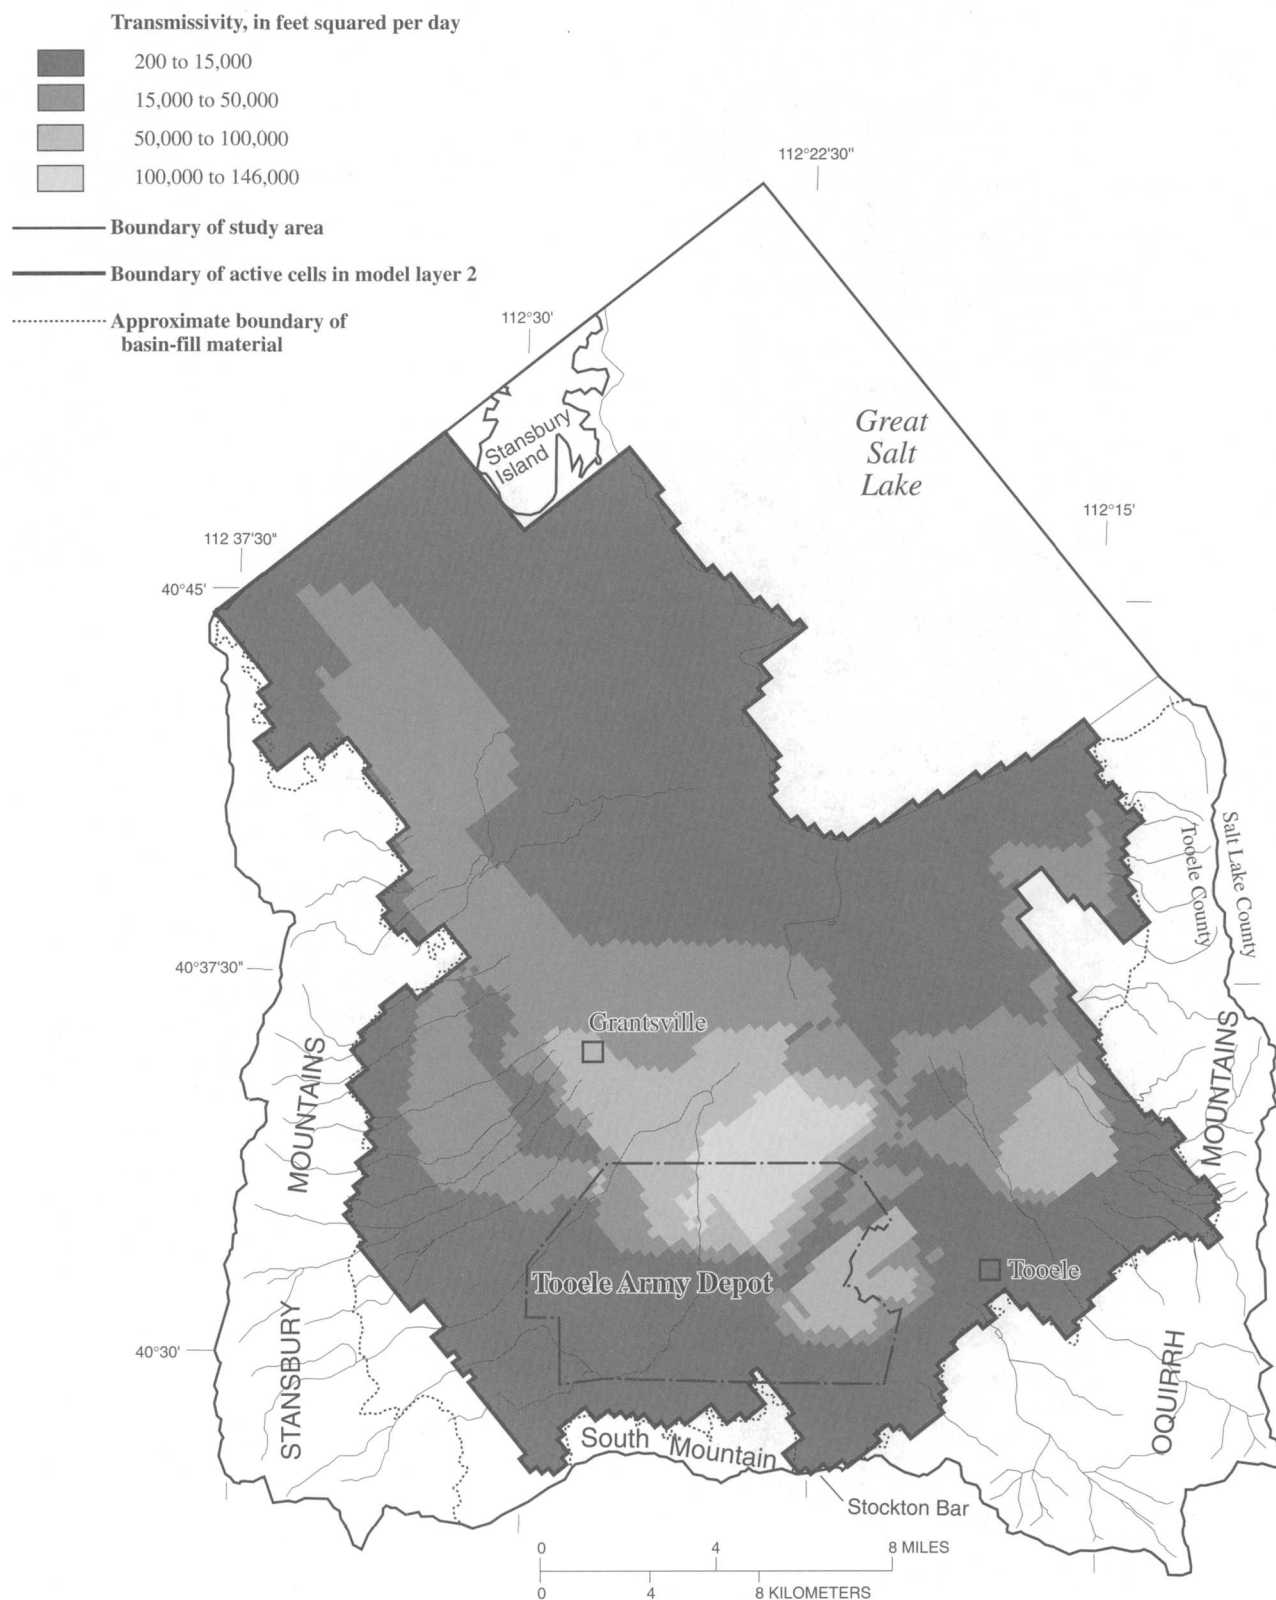 Transmissivity, in feet squared per day
200 to 15,000
15,000 to 50,000
50,000 to 100,000
100,000 to 146,000
Boundary of study area
Boundary of active cells in model layer 2
Approximate boundary of
basin-fill material
112°22'30"
112°30'
Stansbury
Island
Great
Salt
Lake
112°15'
112 37'30"
40°45'
Salt Lake County
Tooele County
40°37'30"
Grantsville
MOUNTAINS
MOUNTAINS
Tooele Army Depot
Tooele
40°30'
STANSBURY
OQUIRRH
South Mountain
Stockton Bar
0 4 8 MILES
0 4 8 KILOMETERS